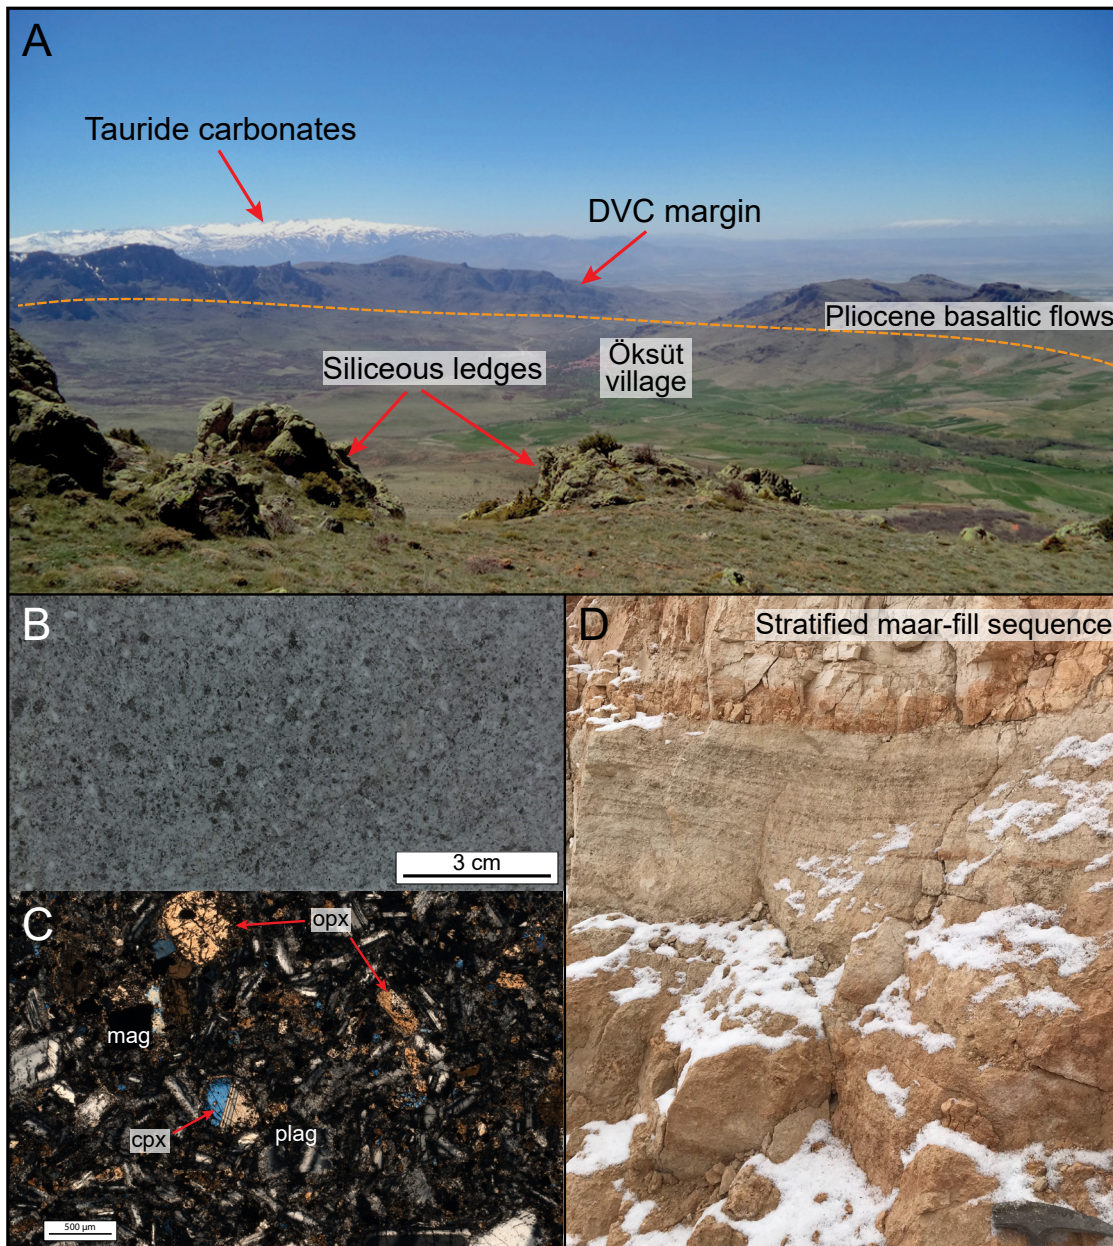 A
Tauride carbonates
DVC margin
Pliocene basaltic flows
Siliceous ledges
Öksüt
village
B
3 cm
C
opx
mag
cpx
plag
500 µm
D
Stratified maar-fill sequence